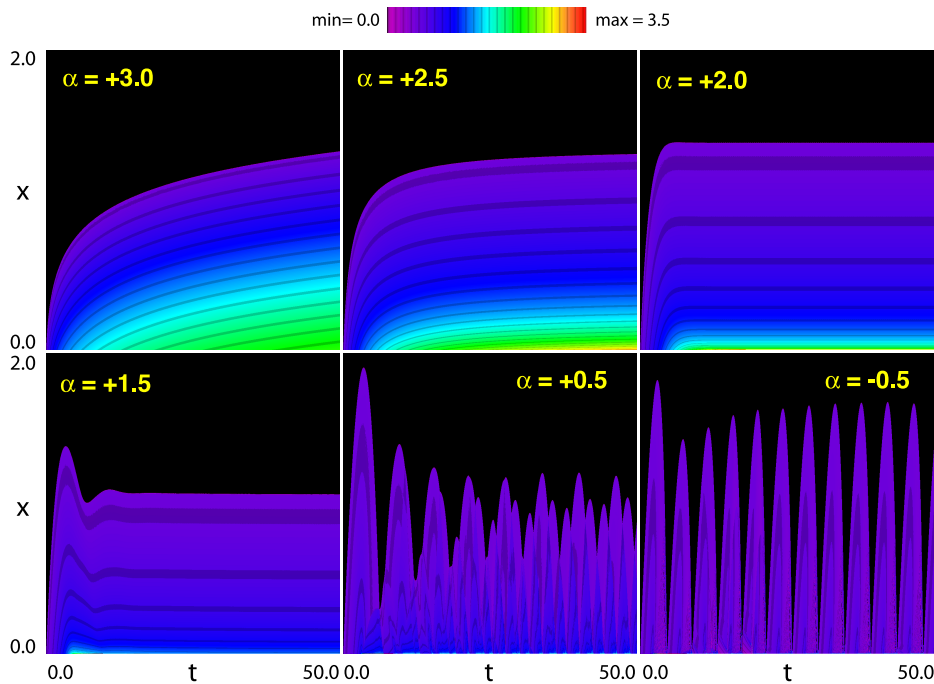 min= 0.0 max = 3.5
2.0 α = +3.0 α = +2.5 α = +2.0
x
0.0
2.0 α = +1.5 α = +0.5 α = -0.5
x
0.0
0.0 t 50.0 0.0 t 50.0 0.0 t 50.0